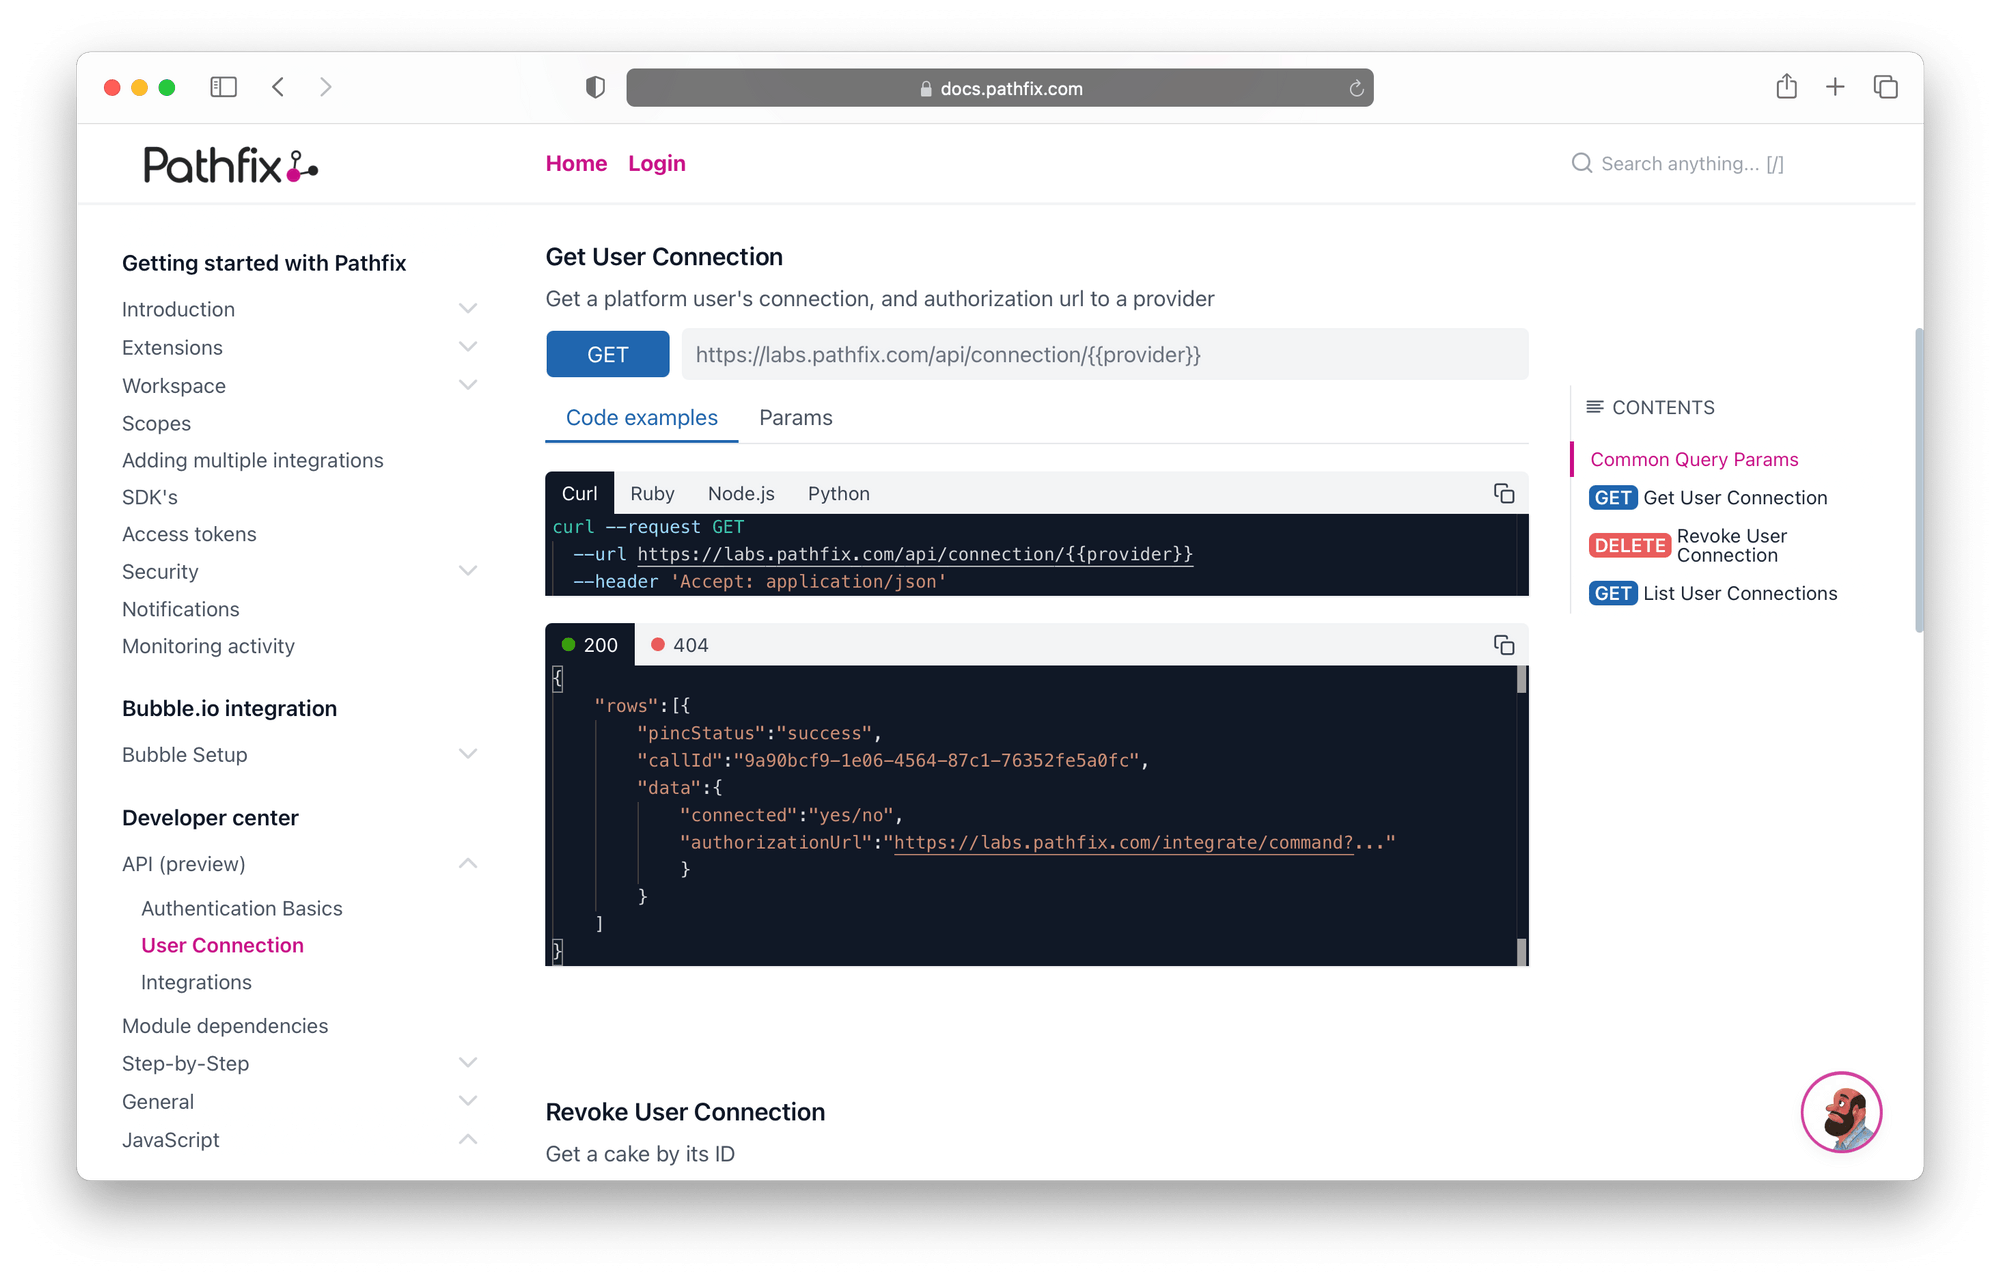 docs.pathfix.com
Pathfix
Home Login
Search anything... [/]
Getting started with Pathfix
Introduction
Extensions
Workspace
Scopes
Adding multiple integrations
SDK's
Access tokens
Security
Notifications
Monitoring activity
Bubble.io integration
Bubble Setup
Developer center
API (preview)
Authentication Basics
User Connection
Integrations
Module dependencies
Step-by-Step
General
JavaScript
Get User Connection
Get a platform user's connection, and authorization url to a provider
GET https://labs.pathfix.com/api/connection/{{provider}}
Code examples Params
Curl Ruby Node.js Python
curl --request GET
--url https://labs.pathfix.com/api/connection/{{provider}}
--header 'Accept: application/json'
200 404
{
"rows":[{
"pincStatus":"success",
"callId":"9a90bcf9-1e06-4564-87c1-76352fe5a0fc",
"data":{
"connected":"yes/no",
"authorizationUrl":"https://labs.pathfix.com/integrate/command?..."
}
}
]
}
Revoke User Connection
Get a cake by its ID
CONTENTS
Common Query Params
GET Get User Connection
DELETE Revoke User
Connection
GET List User Connections